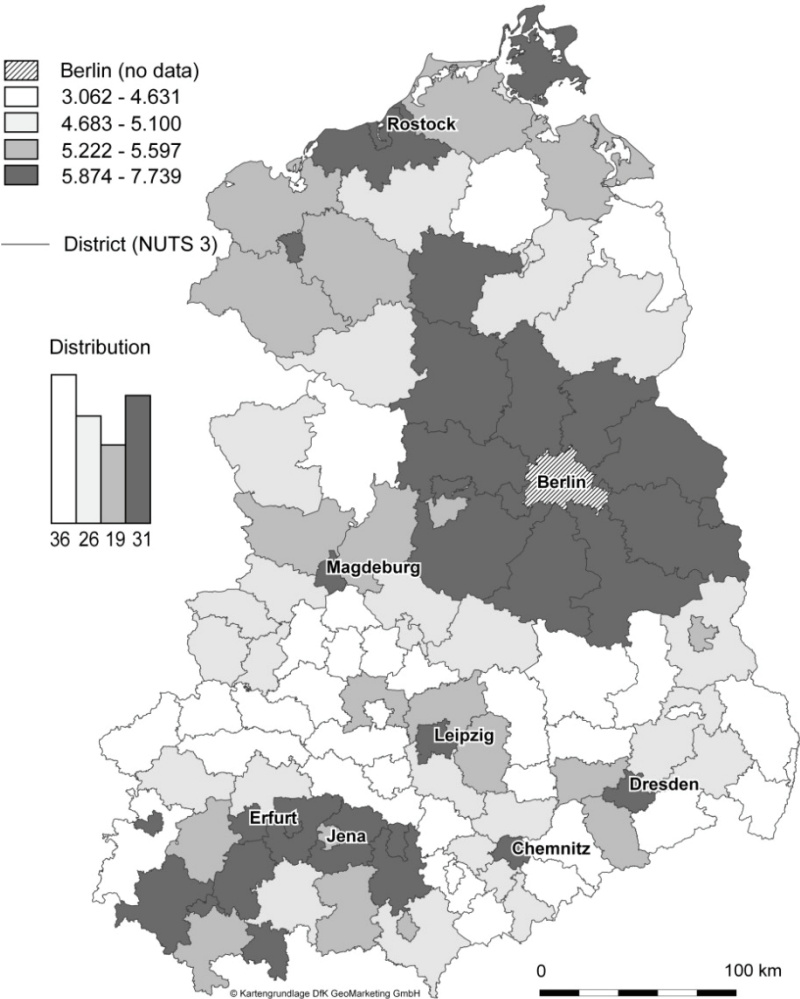 Berlin (no data)
3.062 - 4.631
4.683 - 5.100
5.222 - 5.597
5.874 - 7.739
District (NUTS 3)
Distribution
36 26 19 31
Rostock
Berlin
Magdeburg
Leipzig
Dresden
Erfurt
Jena
Chemnitz
0 100 km
© Kartengrundlage DfK GeoMarketing GmbH